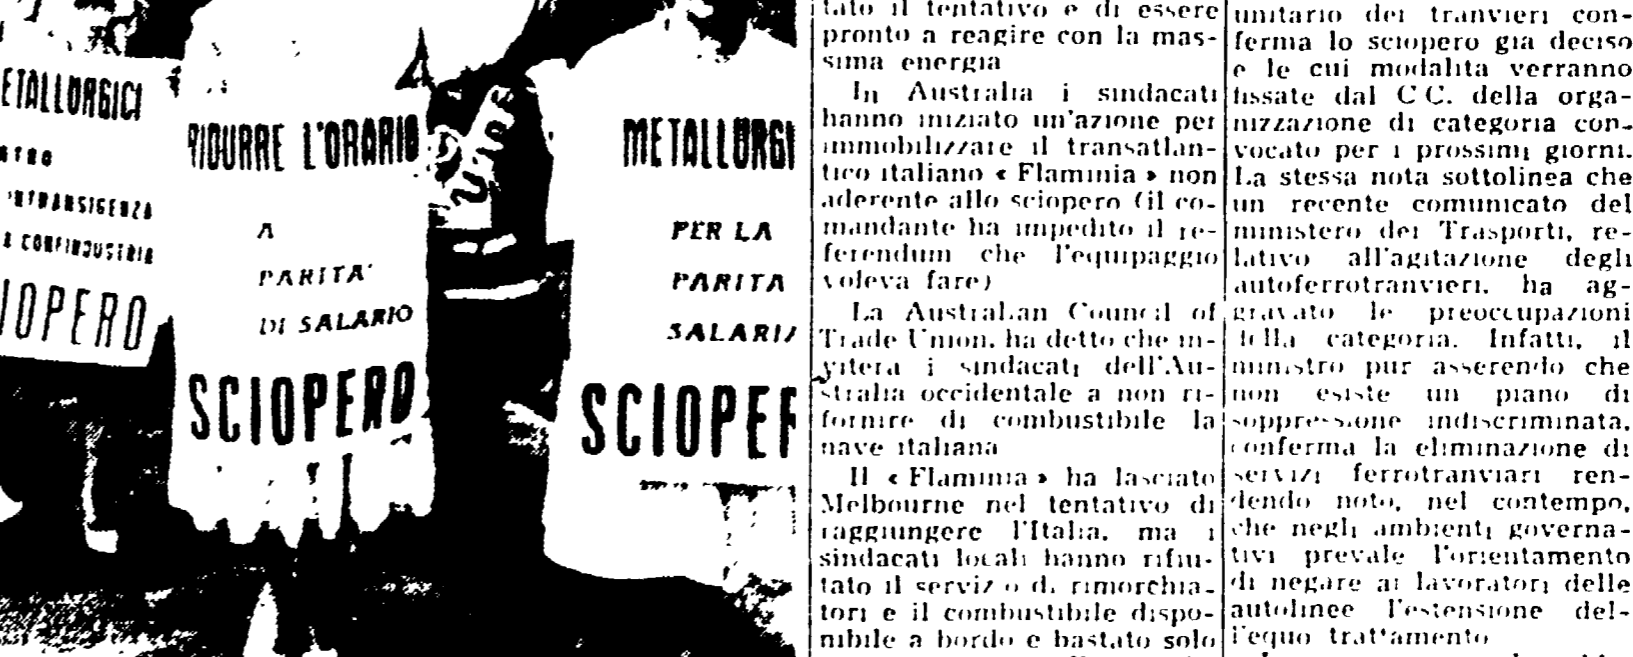 METALLURGICI
INTRANSIGENZA
CONFINDUSTRIA
SCIOPERO
RIDURRE L'ORARIO
A
PARITA'
DI SALARIO
SCIOPERO
METALLURGI
PER LA
PARITA
SALARIA
SCIOPER
tato il tentativo e di essere
pronto a reagire con la mas-
sima energia
In Australia i sindacati
hanno iniziato un'azione per
immobilizzare il transatlan-
tico italiano « Flaminia » non
aderente allo sciopero (il co-
mandante ha impedito il re-
ferendum che l'equipaggio
voleva fare)
La Australian Council of
Trade Union, ha detto che in-
vitera i sindacati dell'Au-
stralia occidentale a non ri-
fornire di combustibile la
nave italiana
Il « Flaminia » ha lasciato
Melbourne nel tentativo di
raggiungere l'Italia, ma i
sindacati locali hanno rifiu-
tato il servizio di rimorchia-
tori e il combustibile dispo-
nibile a bordo e bastato solo
unitario dei tranvieri con-
ferma lo sciopero gia deciso
e le cui modalita verranno
fissate dal C C. della orga-
nizzazione di categoria con-
vocato per i prossimi giorni.
La stessa nota sottolinea che
un recente comunicato del
ministero dei Trasporti, re-
lativo all'agitazione degli
autoferrotranvieri, ha ag-
gravato le preoccupazioni
della categoria. Infatti, il
ministro pur asserendo che
non esiste un piano di
soppressione indiscriminata,
conferma la eliminazione di
servizi ferrotranviari ren-
dendo noto, nel contempo,
che negli ambienti governa-
tivi prevale l'orientamento
di negare ai lavoratori delle
autolinee l'estensione del-
l'equo trattamento